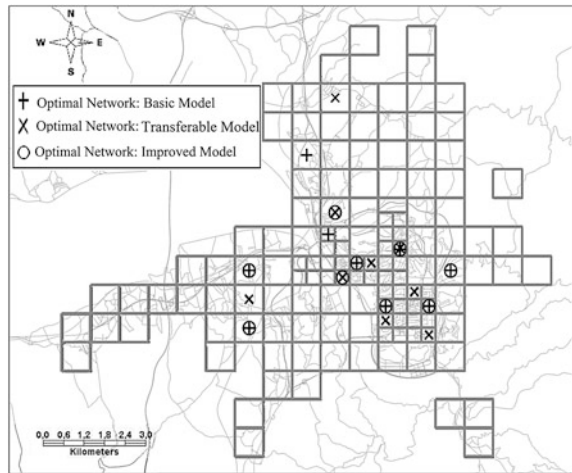 N
W E
S
Optimal Network: Basic Model
Optimal Network: Transferable Model
Optimal Network: Improved Model
0,0 0,6 1,2 1,8 2,4 3,0
Kilometers